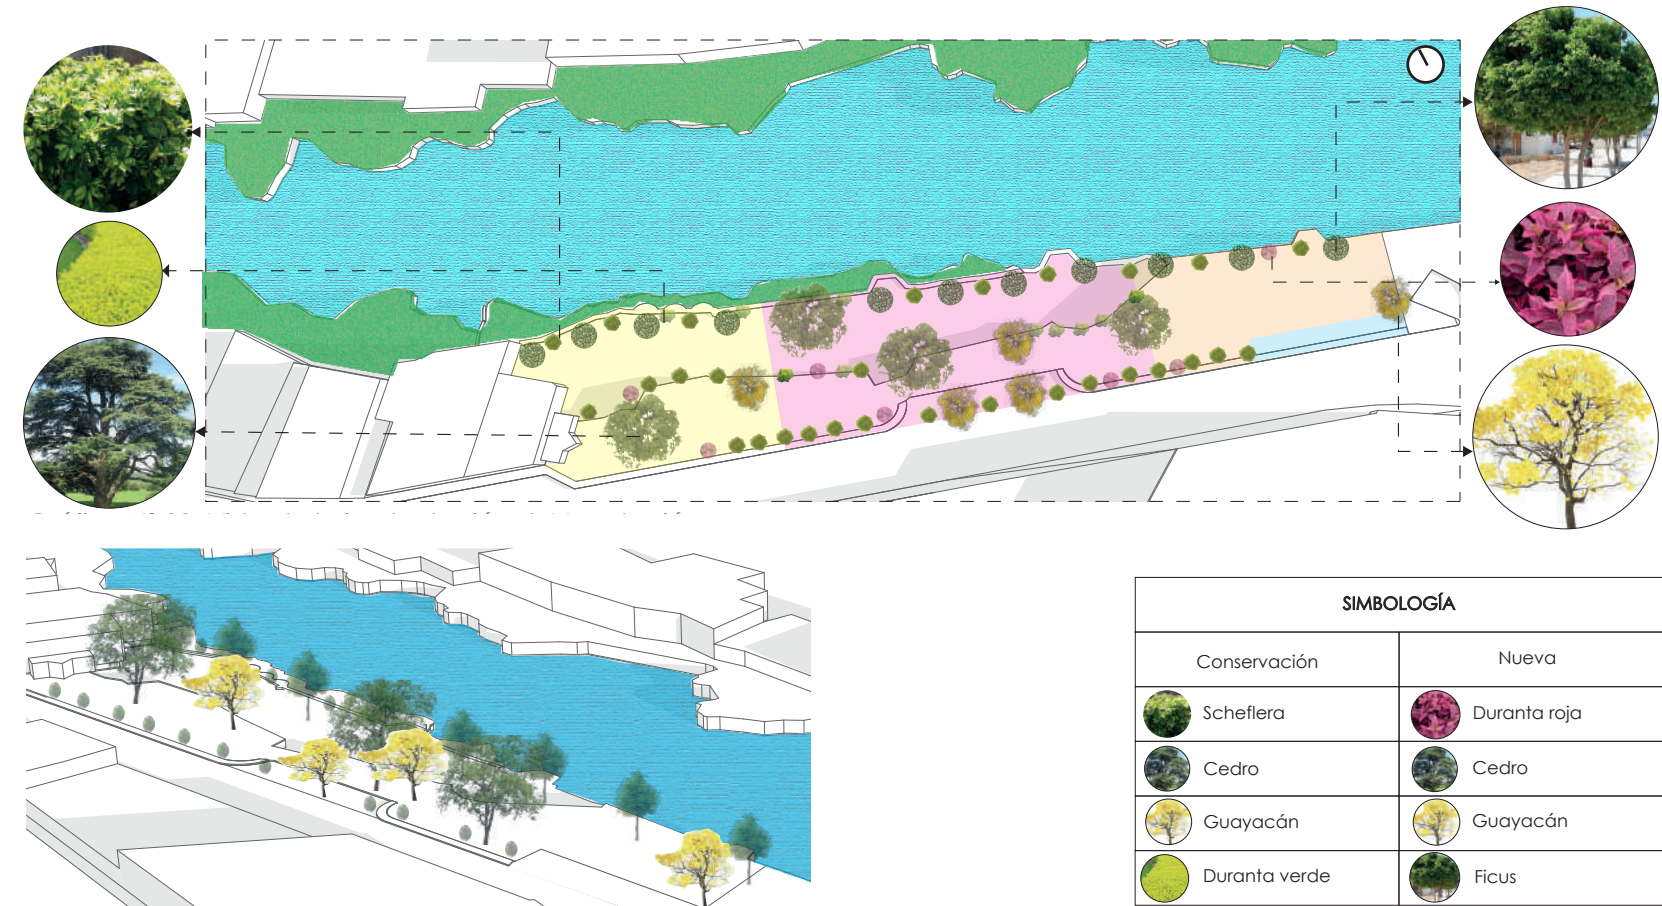 SIMBOLOGÍA
Conservación Nueva
Scheflera Duranta roja
Cedro Cedro
Guayacán Guayacán
Duranta verde Ficus